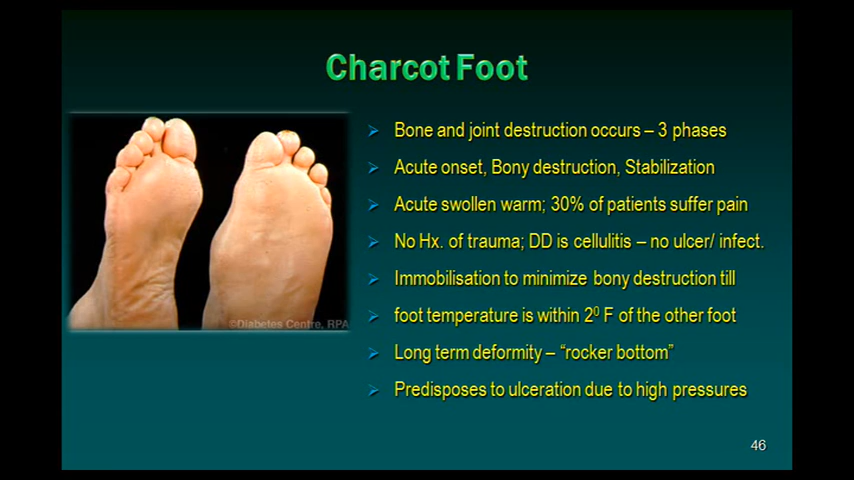 Charcot Foot
Bone and joint destruction occurs – 3 phases
Acute onset, Bony destruction, Stabilization
Acute swollen warm; 30% of patients suffer pain
No Hx. of trauma; DD is cellulitis – no ulcer/ infect.
Immobilisation to minimize bony destruction till
foot temperature is within 2⁰ F of the other foot
Long term deformity – “rocker bottom”
Predisposes to ulceration due to high pressures
©Diabetes Centre, RPA
46